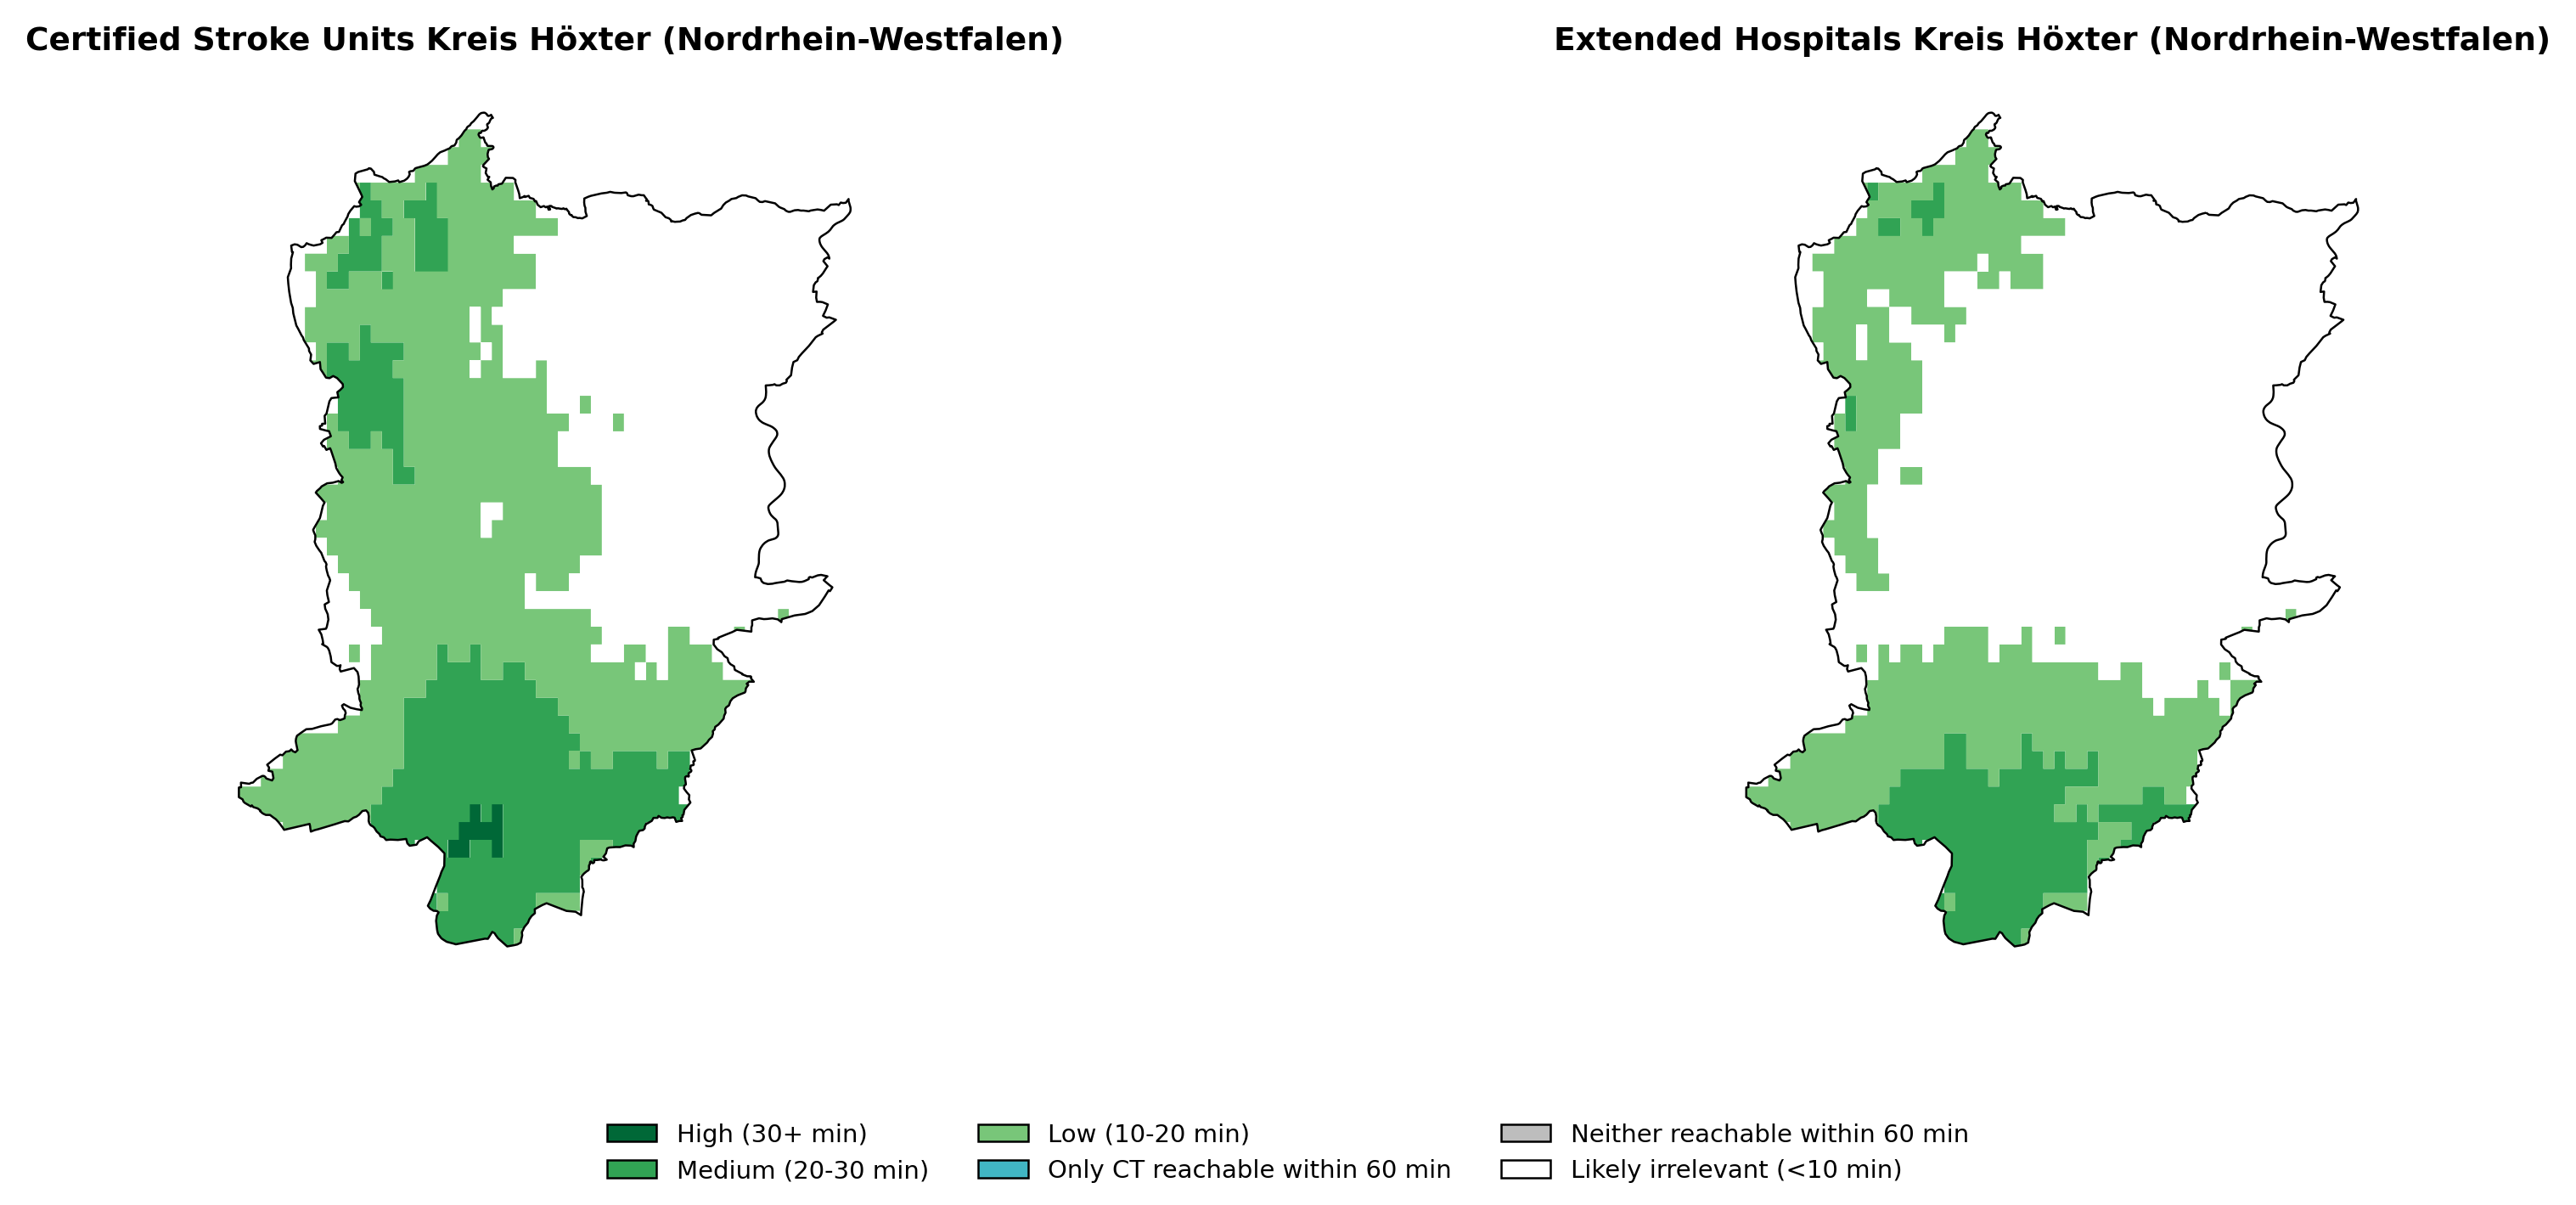 Certified Stroke Units Kreis Höxter (Nordrhein-Westfalen)
Extended Hospitals Kreis Höxter (Nordrhein-Westfalen)
High (30+ min)
Medium (20-30 min)
Low (10-20 min)
Only CT reachable within 60 min
Neither reachable within 60 min
Likely irrelevant (<10 min)